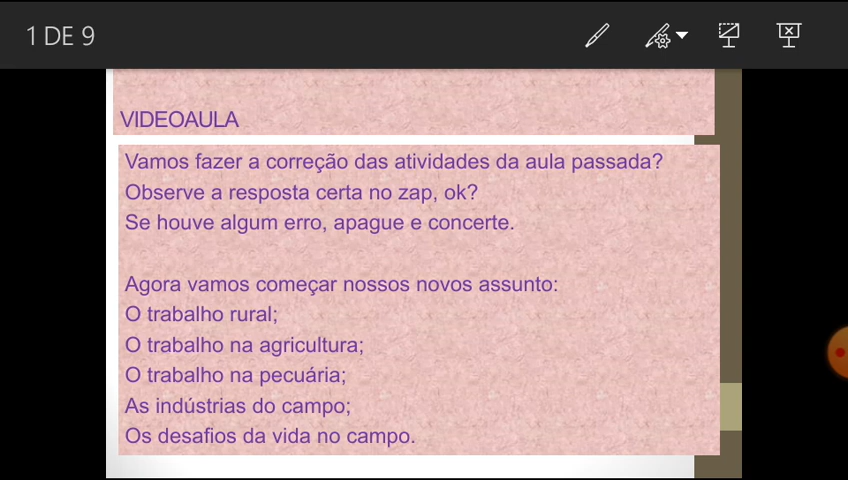 1 DE 9
VIDEOAULA
Vamos fazer a correção das atividades da aula passada?
Observe a resposta certa no zap, ok?
Se houve algum erro, apague e concerte.
Agora vamos começar nossos novos assunto:
O trabalho rural;
O trabalho na agricultura;
O trabalho na pecuária;
As indústrias do campo;
Os desafios da vida no campo.